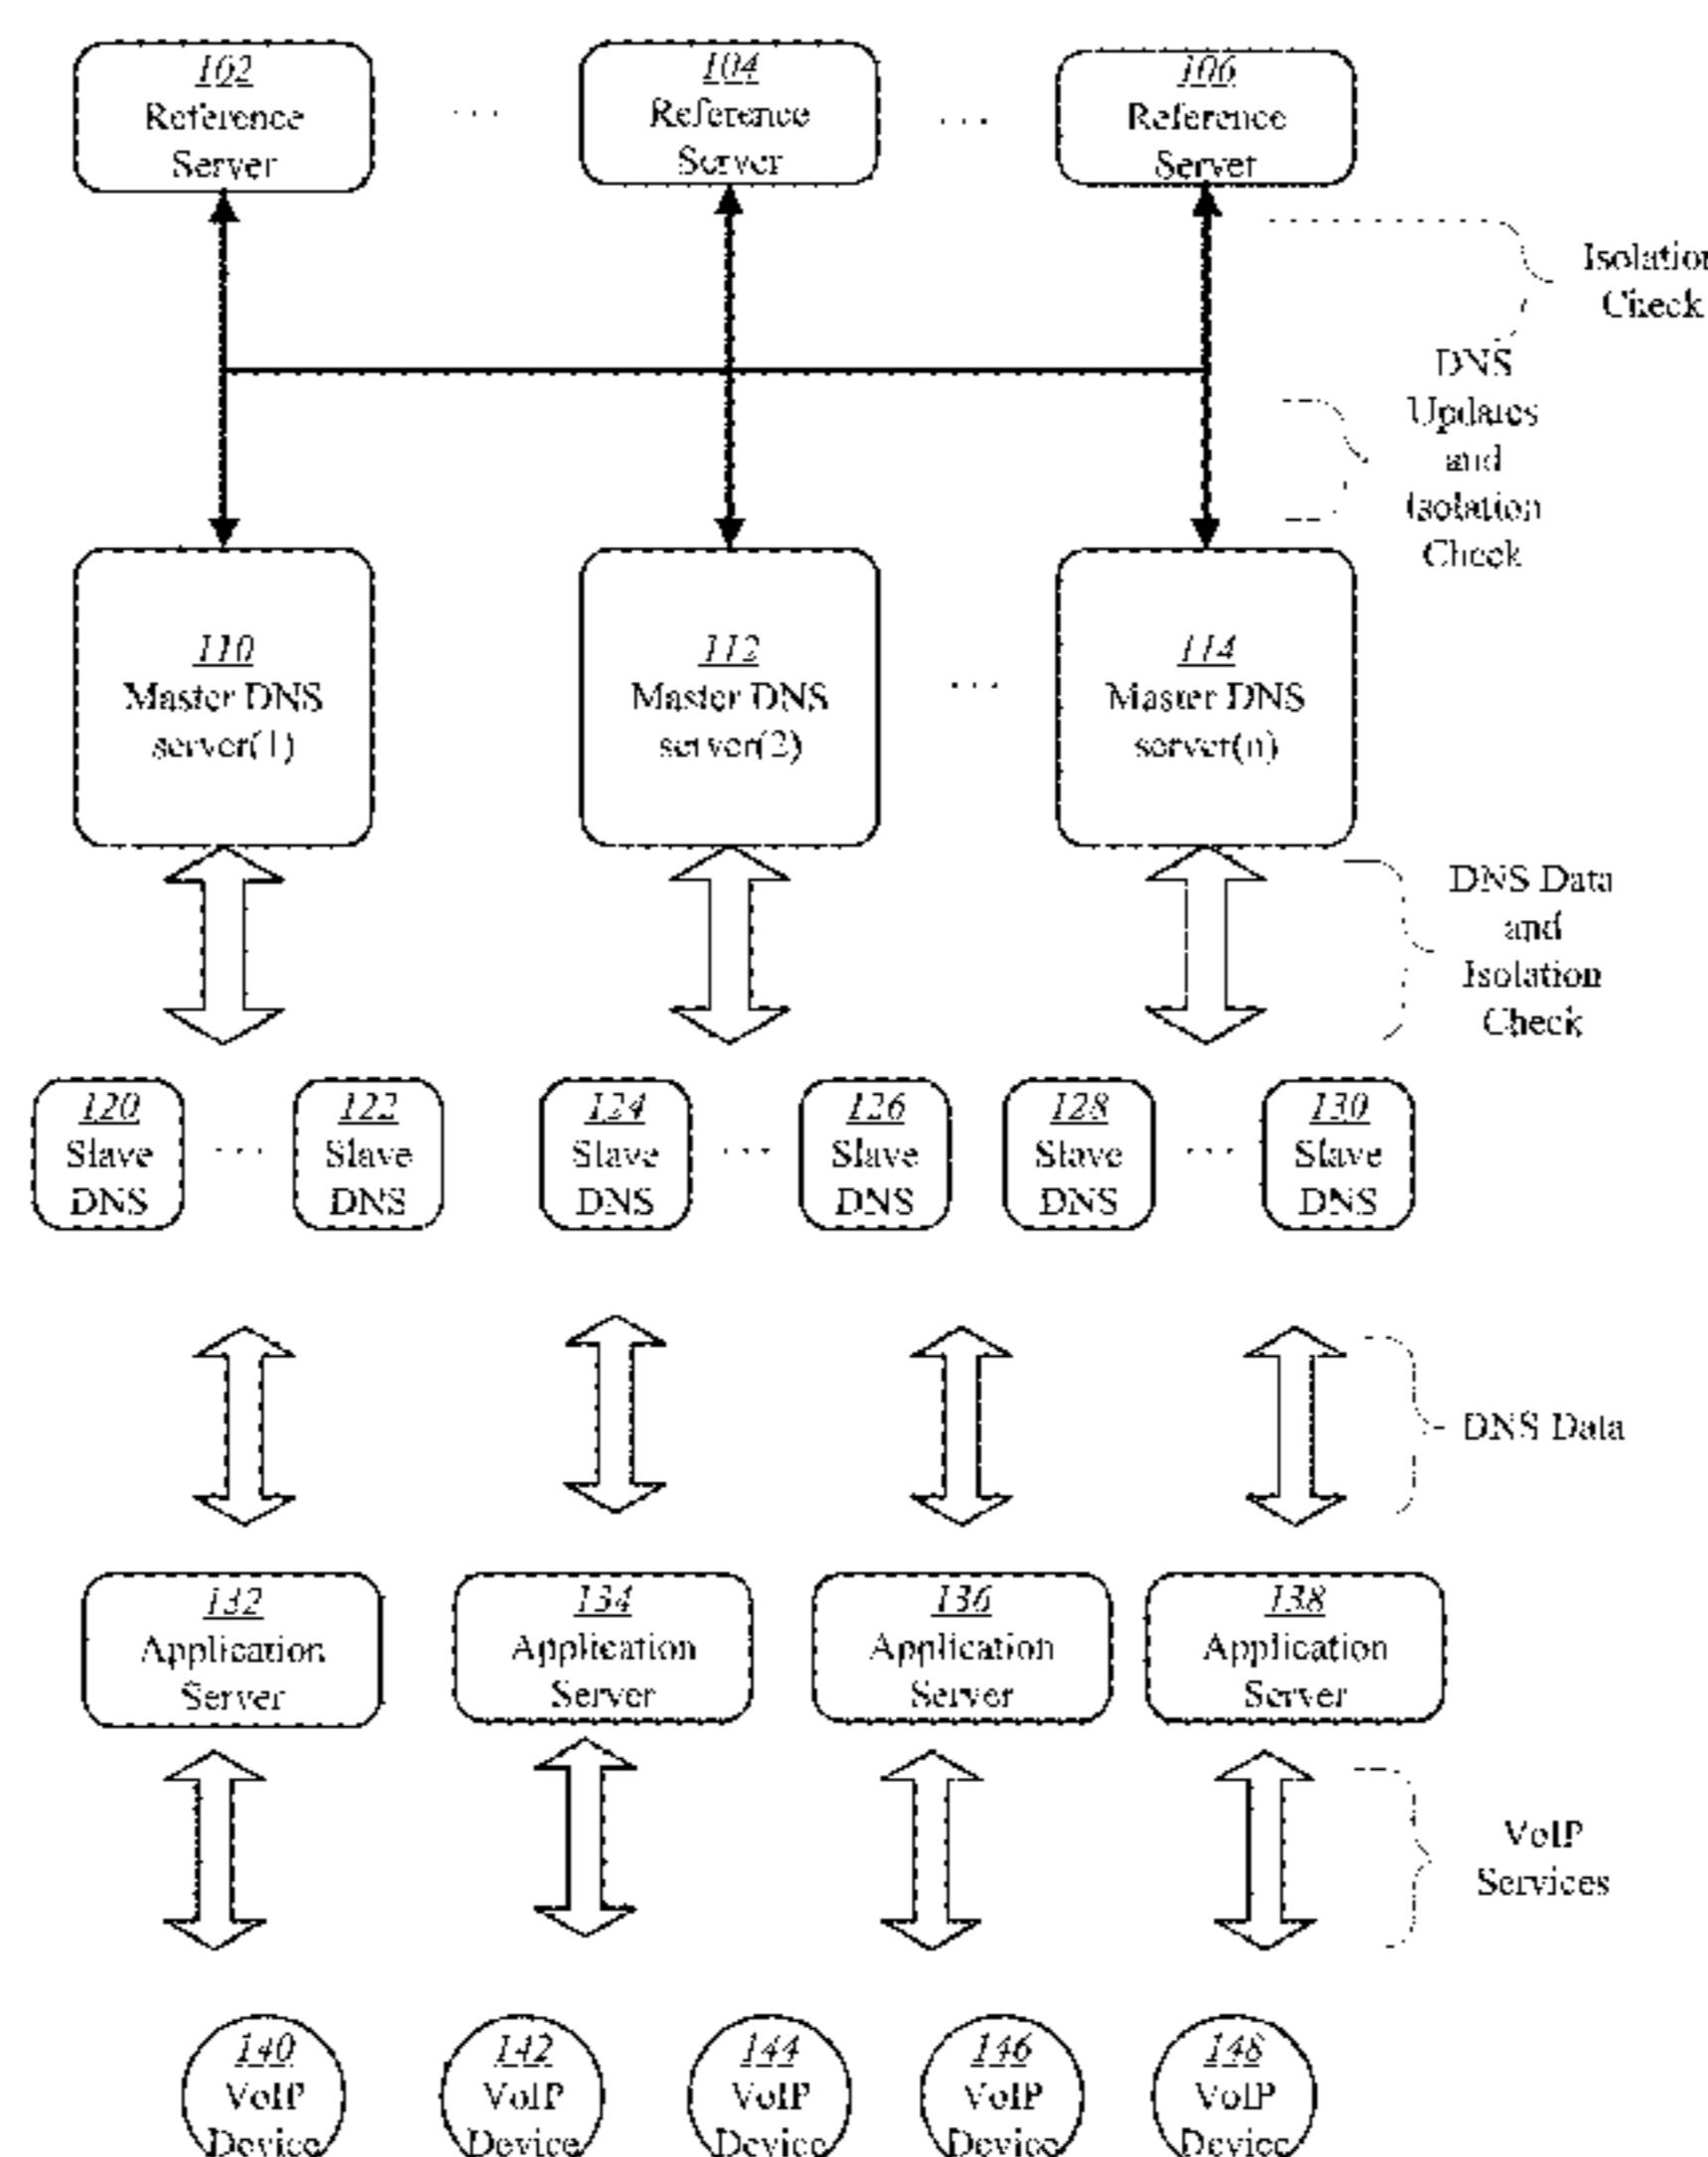 102
Reference
Server
...
104
Reference
Server
...
106
Reference
Server
Isolation
Check
DNS
Updates
and
Isolation
Check
110
Master DNS
server(1)
112
Master DNS
server(2)
...
114
Master DNS
server(n)
DNS Data
and
Isolation
Check
120
Slave
DNS
...
122
Slave
DNS
124
Slave
DNS
...
126
Slave
DNS
128
Slave
DNS
...
130
Slave
DNS
DNS Data
132
Application
Server
134
Application
Server
136
Application
Server
138
Application
Server
VoIP
Services
140
VoIP
Device
142
VoIP
Device
144
VoIP
Device
146
VoIP
Device
148
VoIP
Device